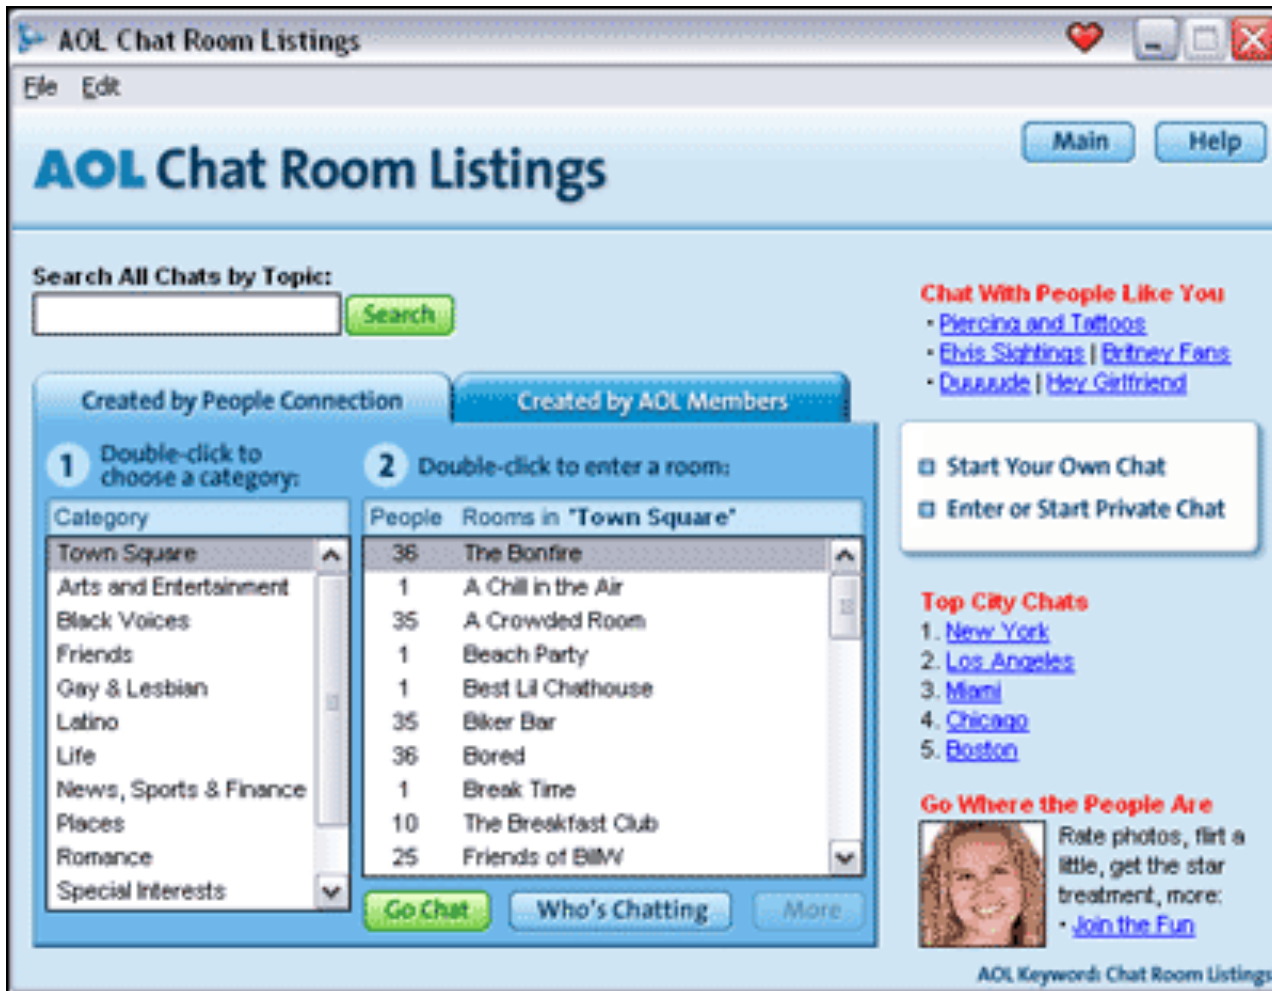 AOL Chat Room Listings
File Edit
AOL Chat Room Listings
Main Help
Search All Chats by Topic:
Search
Created by People Connection
Created by AOL Members
1 Double-click to
choose a category:
2 Double-click to enter a room:
Category
Town Square
Arts and Entertainment
Black Voices
Friends
Gay & Lesbian
Latino
Life
News, Sports & Finance
Places
Romance
Special Interests
People Rooms in "Town Square"
36 The Bonfire
1 A Chill in the Air
35 A Crowded Room
1 Beach Party
1 Best Lil Chathouse
35 Biker Bar
36 Bored
1 Break Time
10 The Breakfast Club
25 Friends of BillW
Go Chat
Who's Chatting
More
Chat With People Like You
· Piercing and Tattoos
· Elvis Sightings | Britney Fans
· Duuuude | Hey Girlfriend
Start Your Own Chat
Enter or Start Private Chat
Top City Chats
1. New York
2. Los Angeles
3. Miami
4. Chicago
5. Boston
Go Where the People Are
Rate photos, flirt a
little, get the star
treatment, more:
· Join the Fun
AOL Keyword: Chat Room Listings